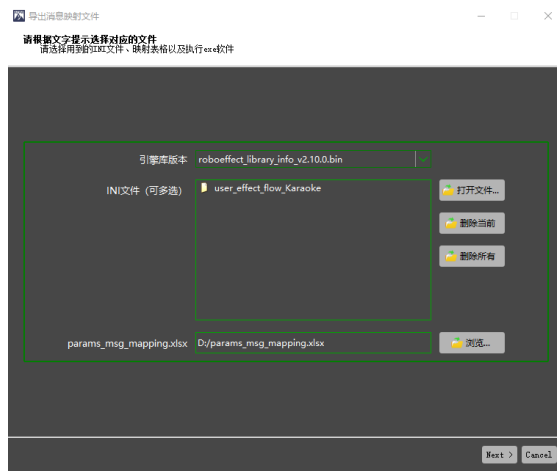 导出消息映射文件
请根据文字提示选择对应的文件
请选择用到的INI文件、映射表格以及执行exe软件
引擎库版本 roboeffect_library_info_v2.10.0.bin
INI文件（可多选） user_effect_flow_Karaoke
打开文件...
删除当前
删除所有
params_msg_mapping.xlsx D:/params_msg_mapping.xlsx 浏览...
Next > Cancel